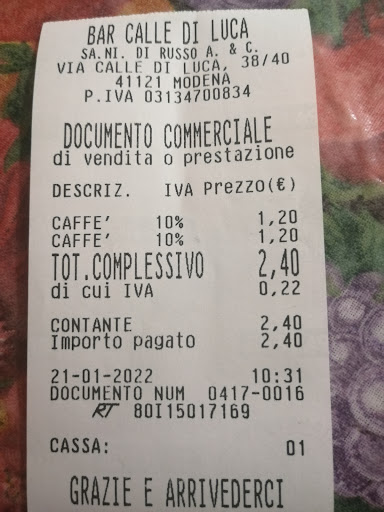 BAR CALLE DI LUCA
SA.NI. DI RUSSO A. & C.
VIA CALLE DI LUCA, 38/40
41121 MODENA
P.IVA 03134700834
DOCUMENTO COMMERCIALE
di vendita o prestazione
DESCRIZ. IVA Prezzo(€)
CAFFE' 10% 1,20
CAFFE' 10% 1,20
TOT.COMPLESSIVO 2,40
di cui IVA 0,22
CONTANTE 2,40
Importo pagato 2,40
21-01-2022 10:31
DOCUMENTO NUM 0417-0016
RT 80I15017169
CASSA: 01
GRAZIE E ARRIVEDERCI